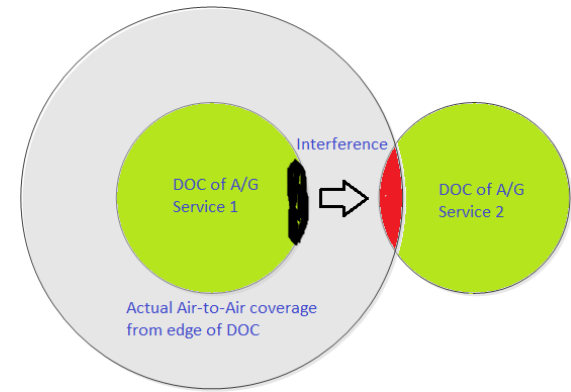 Interference
DOC of A/G
Service 1
DOC of A/G
Service 2
Actual Air-to-Air coverage
from edge of DOC